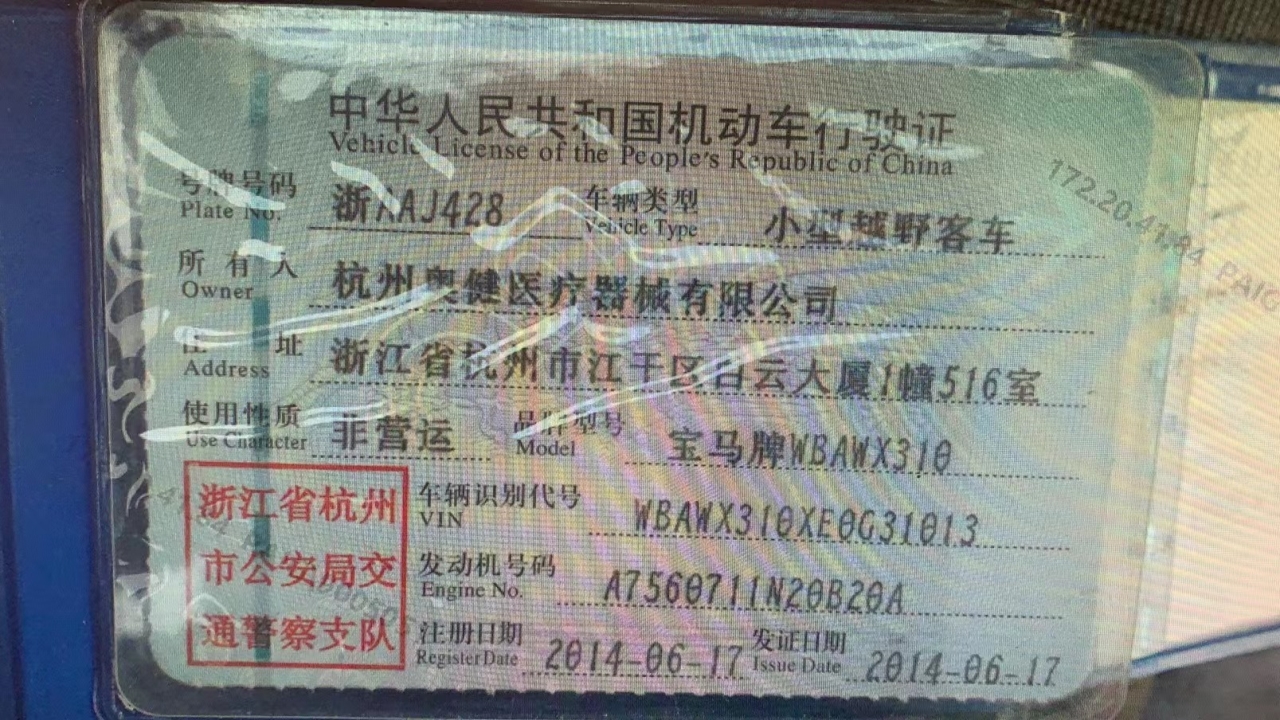 中华人民共和国机动车行驶证
Vehicle License of the People's Republic of China
号牌号码 浙AAJ428 车辆类型 小型越野客车
Plate No. Vehicle Type
所有人 杭州奥健医疗器械有限公司
Owner
住址 浙江省杭州市江干区白云大厦1幢516室
Address
使用性质 非营运 品牌型号 宝马牌WBAWX310
Use Character Model
浙江省杭州
市公安局交
通警察支队
车辆识别代号 WBAWX310XE0G31013
VIN
发动机号码 A7560711N20B20A
Engine No.
注册日期 2014-06-17 发证日期 2014-06-17
Register Date Issue Date
172.20.41.84 PAIC